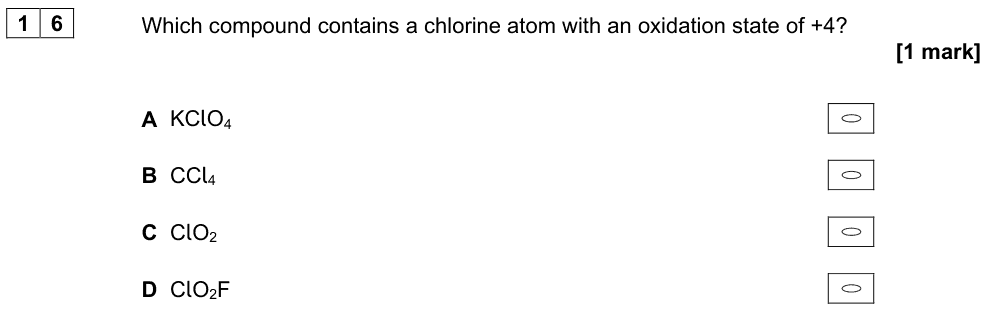 1 6 Which compound contains a chlorine atom with an oxidation state of +4?
[1 mark]
A KClO₄
B CCl₄
C ClO₂
D ClO₂F